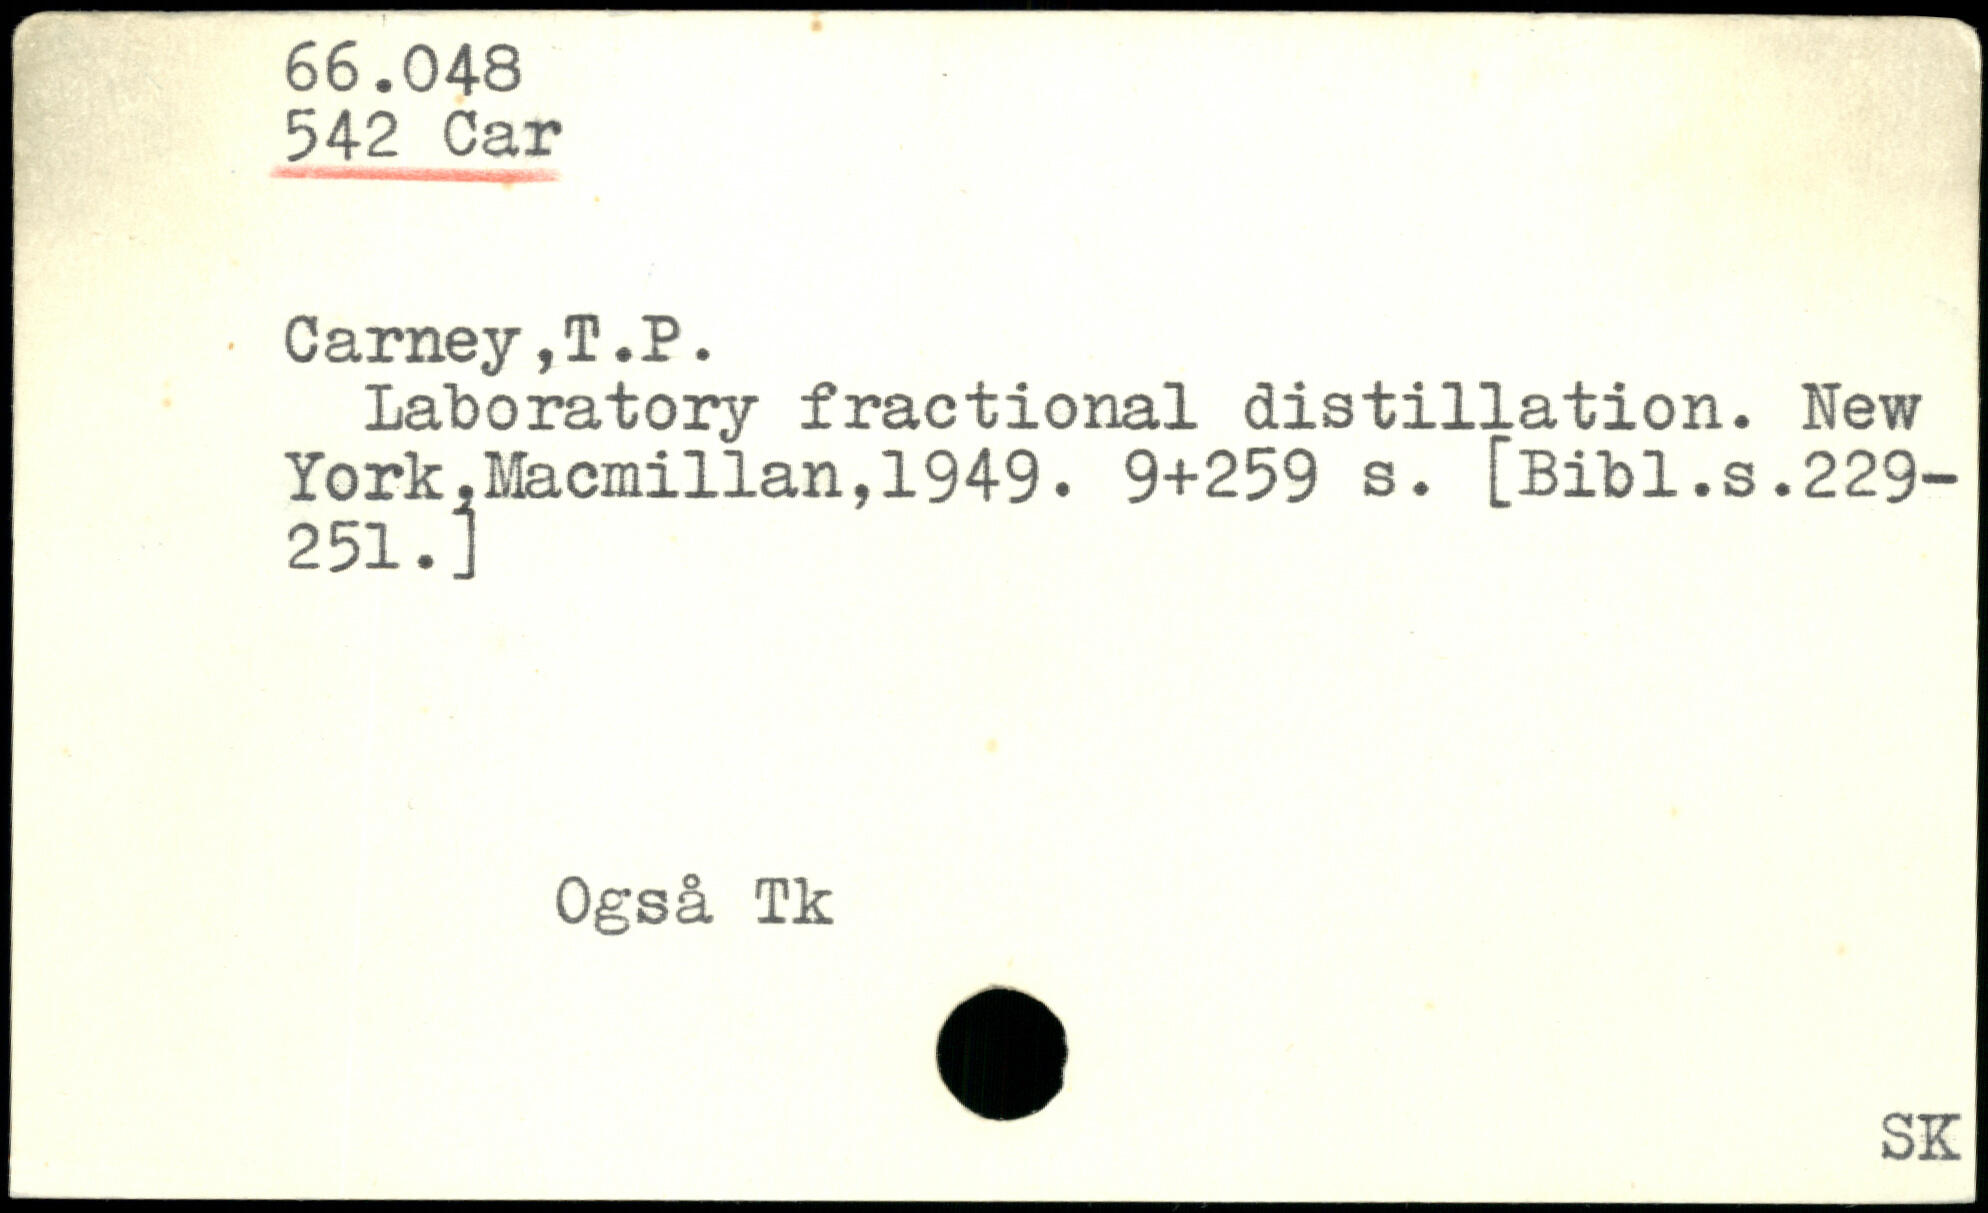 66.048
542 Car
Carney,T.P.
Laboratory fractional distillation. New
York,Macmillan,1949. 9+259 s. [Bibl.s.229-
251.]
Også Tk
SK